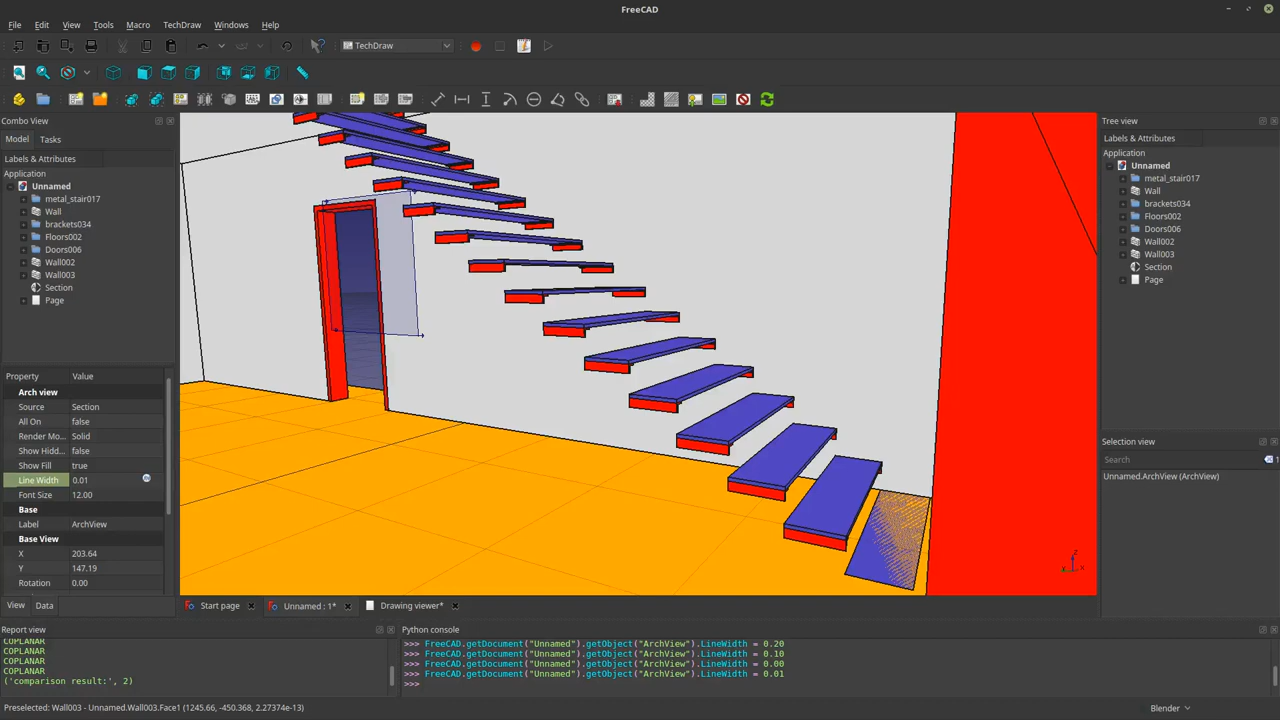 FreeCAD
File Edit View Tools Macro TechDraw Windows Help
TechDraw
Combo View
Model Tasks
Labels & Attributes
Application
Unnamed
metal_stair017
Wall
brackets034
Floors002
Doors006
Wall002
Wall003
Section
Page
Property Value
Arch view
Source Section
All On false
Render Mo... Solid
Show Hidd... false
Show Fill true
Line Width 0.01
Font Size 12.00
Base
Label ArchView
Base View
X 203.64
Y 147.19
Rotation 0.00
View Data
Start page Unnamed : 1* Drawing viewer*
z
x
Tree view
Labels & Attributes
Application
Unnamed
metal_stair017
Wall
brackets034
Floors002
Doors006
Wall002
Wall003
Section
Page
Selection view
Search 1
Unnamed.ArchView (ArchView)
Report view
COPLANAR
COPLANAR
COPLANAR
COPLANAR
('comparison result:', 2)
Python console
>>> FreeCAD.getDocument("Unnamed").getObject("ArchView").LineWidth = 0.20
>>> FreeCAD.getDocument("Unnamed").getObject("ArchView").LineWidth = 0.10
>>> FreeCAD.getDocument("Unnamed").getObject("ArchView").LineWidth = 0.00
>>> FreeCAD.getDocument("Unnamed").getObject("ArchView").LineWidth = 0.01
>>>
Preselected: Wall003 - Unnamed.Wall003.Face1 (1245.66, -450.368, 2.27374e-13)
Blender